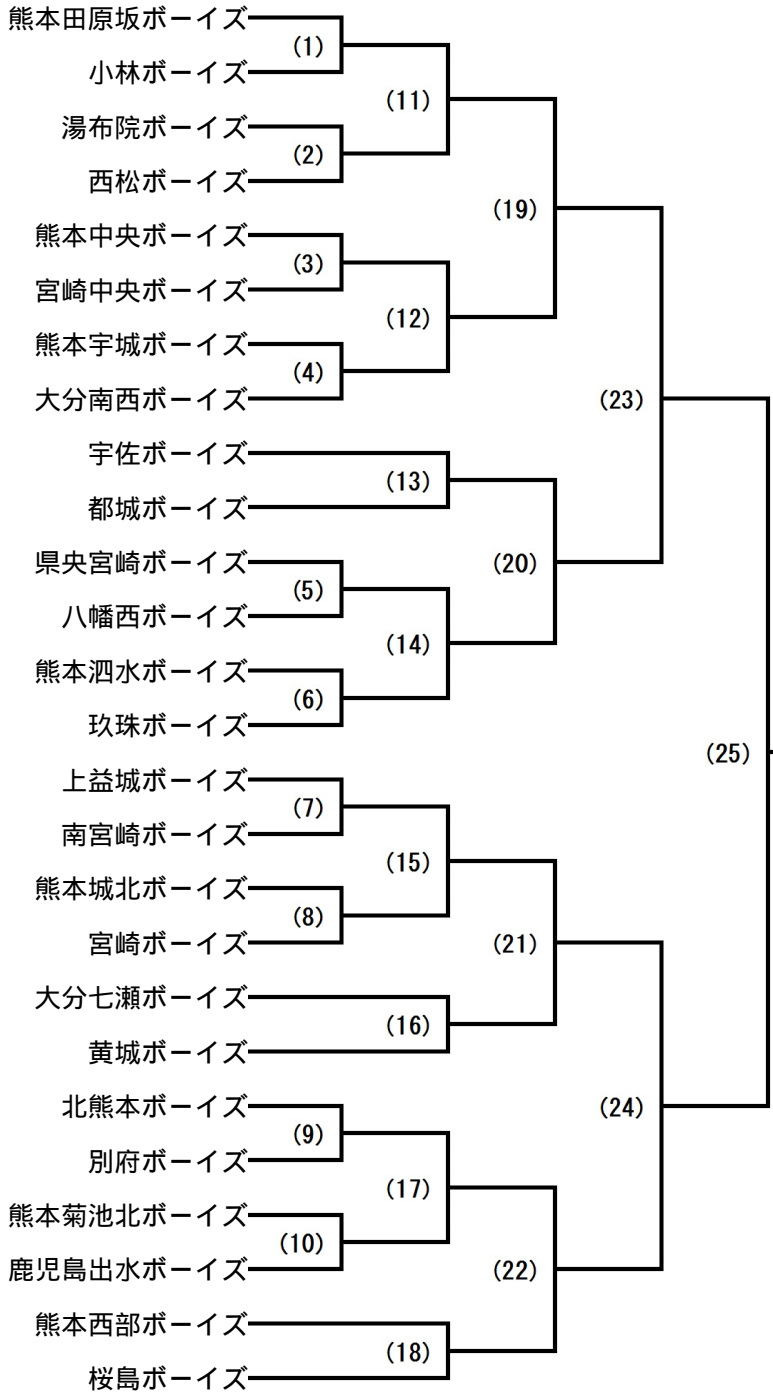 熊本田原坂ボーイズ
(1)
小林ボーイズ
(11)
湯布院ボーイズ
(2)
西松ボーイズ
(19)
熊本中央ボーイズ
(3)
宮崎中央ボーイズ
(12)
熊本宇城ボーイズ
(4)
大分南西ボーイズ
(23)
宇佐ボーイズ
(13)
都城ボーイズ
(20)
県央宮崎ボーイズ
(5)
八幡西ボーイズ
(14)
熊本泗水ボーイズ
(6)
玖珠ボーイズ
(25)
上益城ボーイズ
(7)
南宮崎ボーイズ
(15)
熊本城北ボーイズ
(8)
宮崎ボーイズ
(21)
大分七瀬ボーイズ
(16)
黄城ボーイズ
(24)
北熊本ボーイズ
(9)
別府ボーイズ
(17)
熊本菊池北ボーイズ
(10)
鹿児島出水ボーイズ
(22)
熊本西部ボーイズ
(18)
桜島ボーイズ